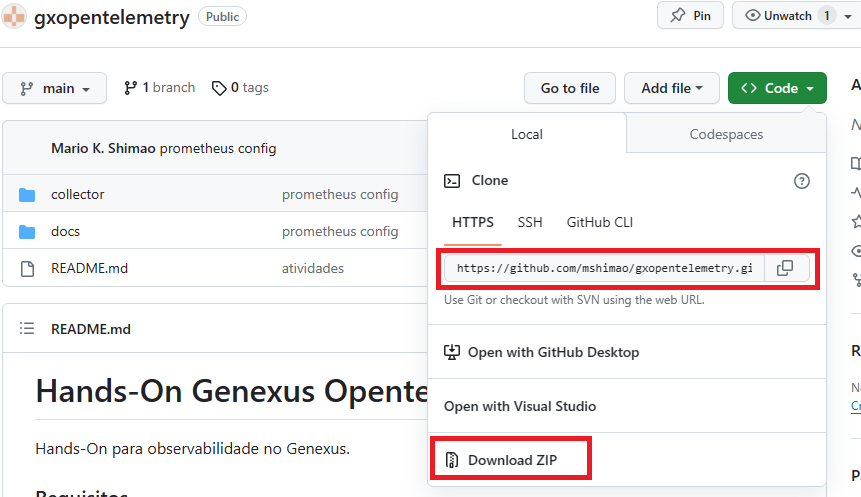 gxopentelemetry Public
Pin
Unwatch 1
main
1 branch
0 tags
Go to file
Add file
<> Code
Local
Codespaces
Mario K. Shimao prometheus config
Clone
collector
prometheus config
HTTPS
SSH
GitHub CLI
docs
prometheus config
README.md
atividades
https://github.com/mshimao/gxopentelemetry.gi
Use Git or checkout with SVN using the web URL.
README.md
Open with GitHub Desktop
Hands-On Genexus Opente
Open with Visual Studio
Hands-On para observabilidade no Genexus.
Download ZIP
Requisitos